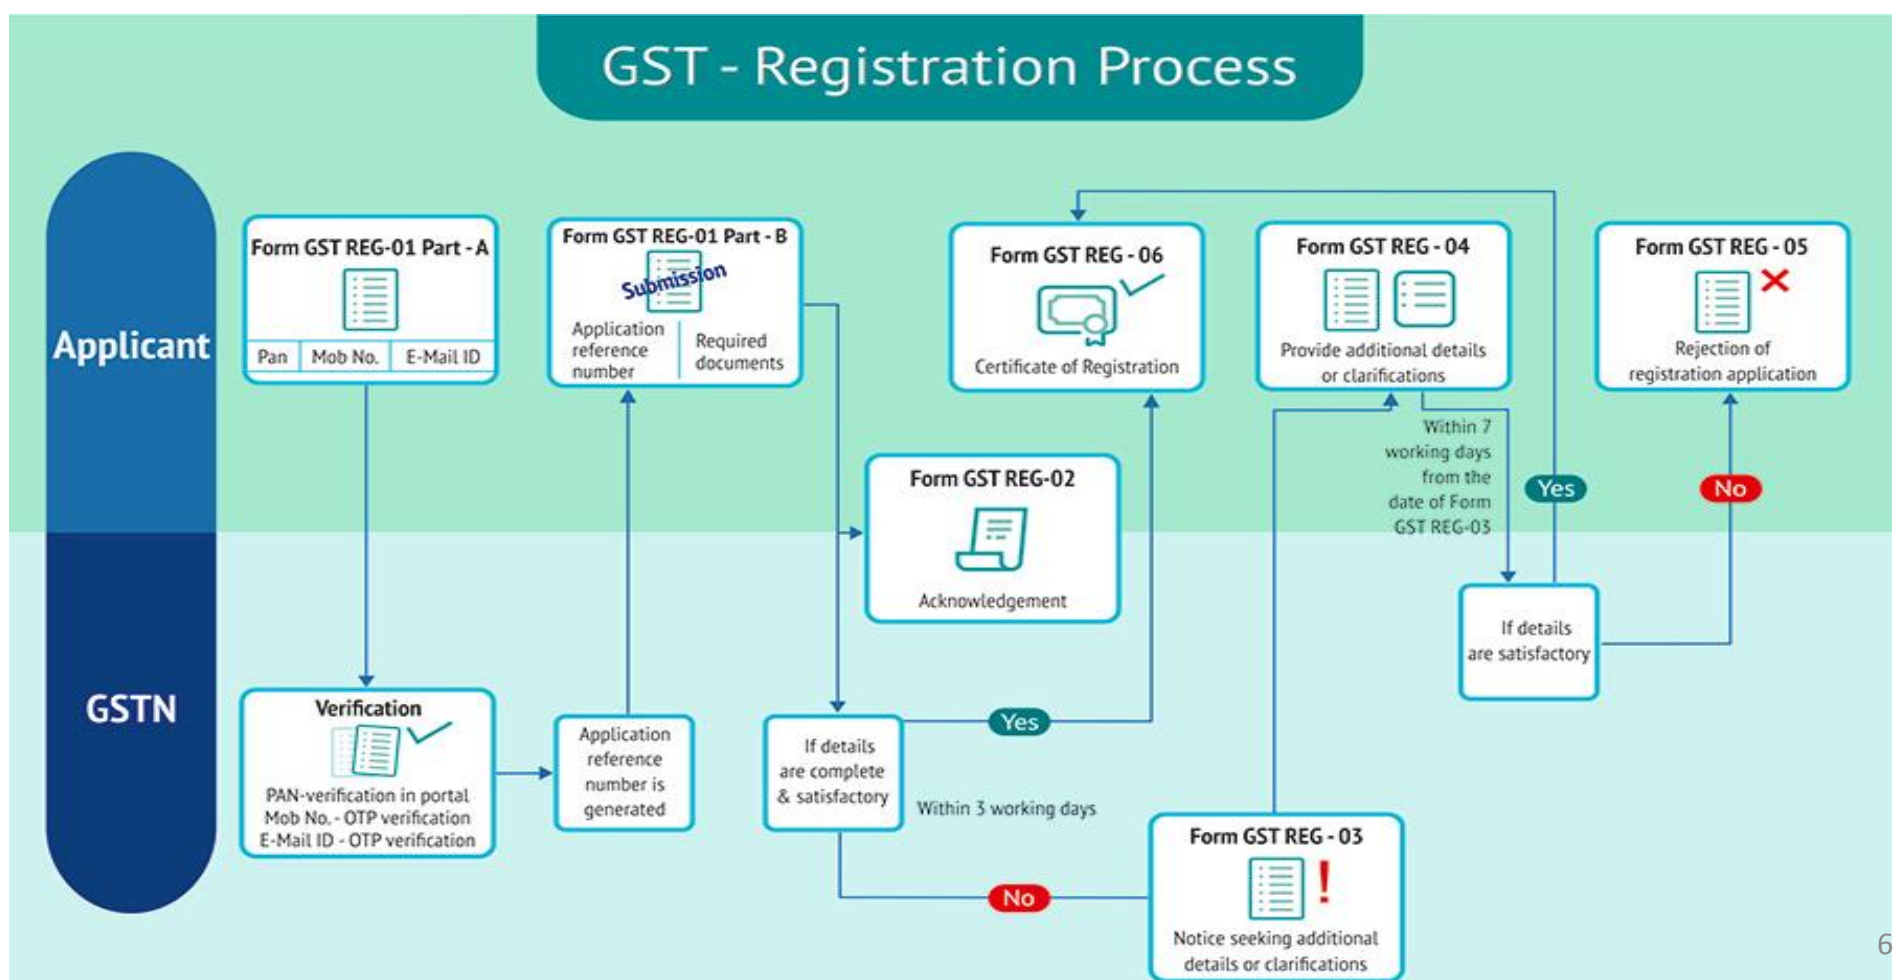 GST - Registration Process
Applicant
GSTN
Form GST REG-01 Part - A
Pan
Mob No.
E-Mail ID
Verification
PAN-verification in portal
Mob No. - OTP verification
E-Mail ID - OTP verification
Application
reference
number is
generated
Form GST REG-01 Part - B
Submission
Application
reference
number
Required
documents
Form GST REG-02
Acknowledgement
If details
are complete
& satisfactory
Within 3 working days
Yes
No
Form GST REG - 06
Certificate of Registration
Form GST REG - 03
!
Notice seeking additional
details or clarifications
Form GST REG - 04
Provide additional details
or clarifications
Within 7
working days
from the
date of Form
GST REG-03
If details
are satisfactory
Yes
No
Form GST REG - 05
Rejection of
registration application
6